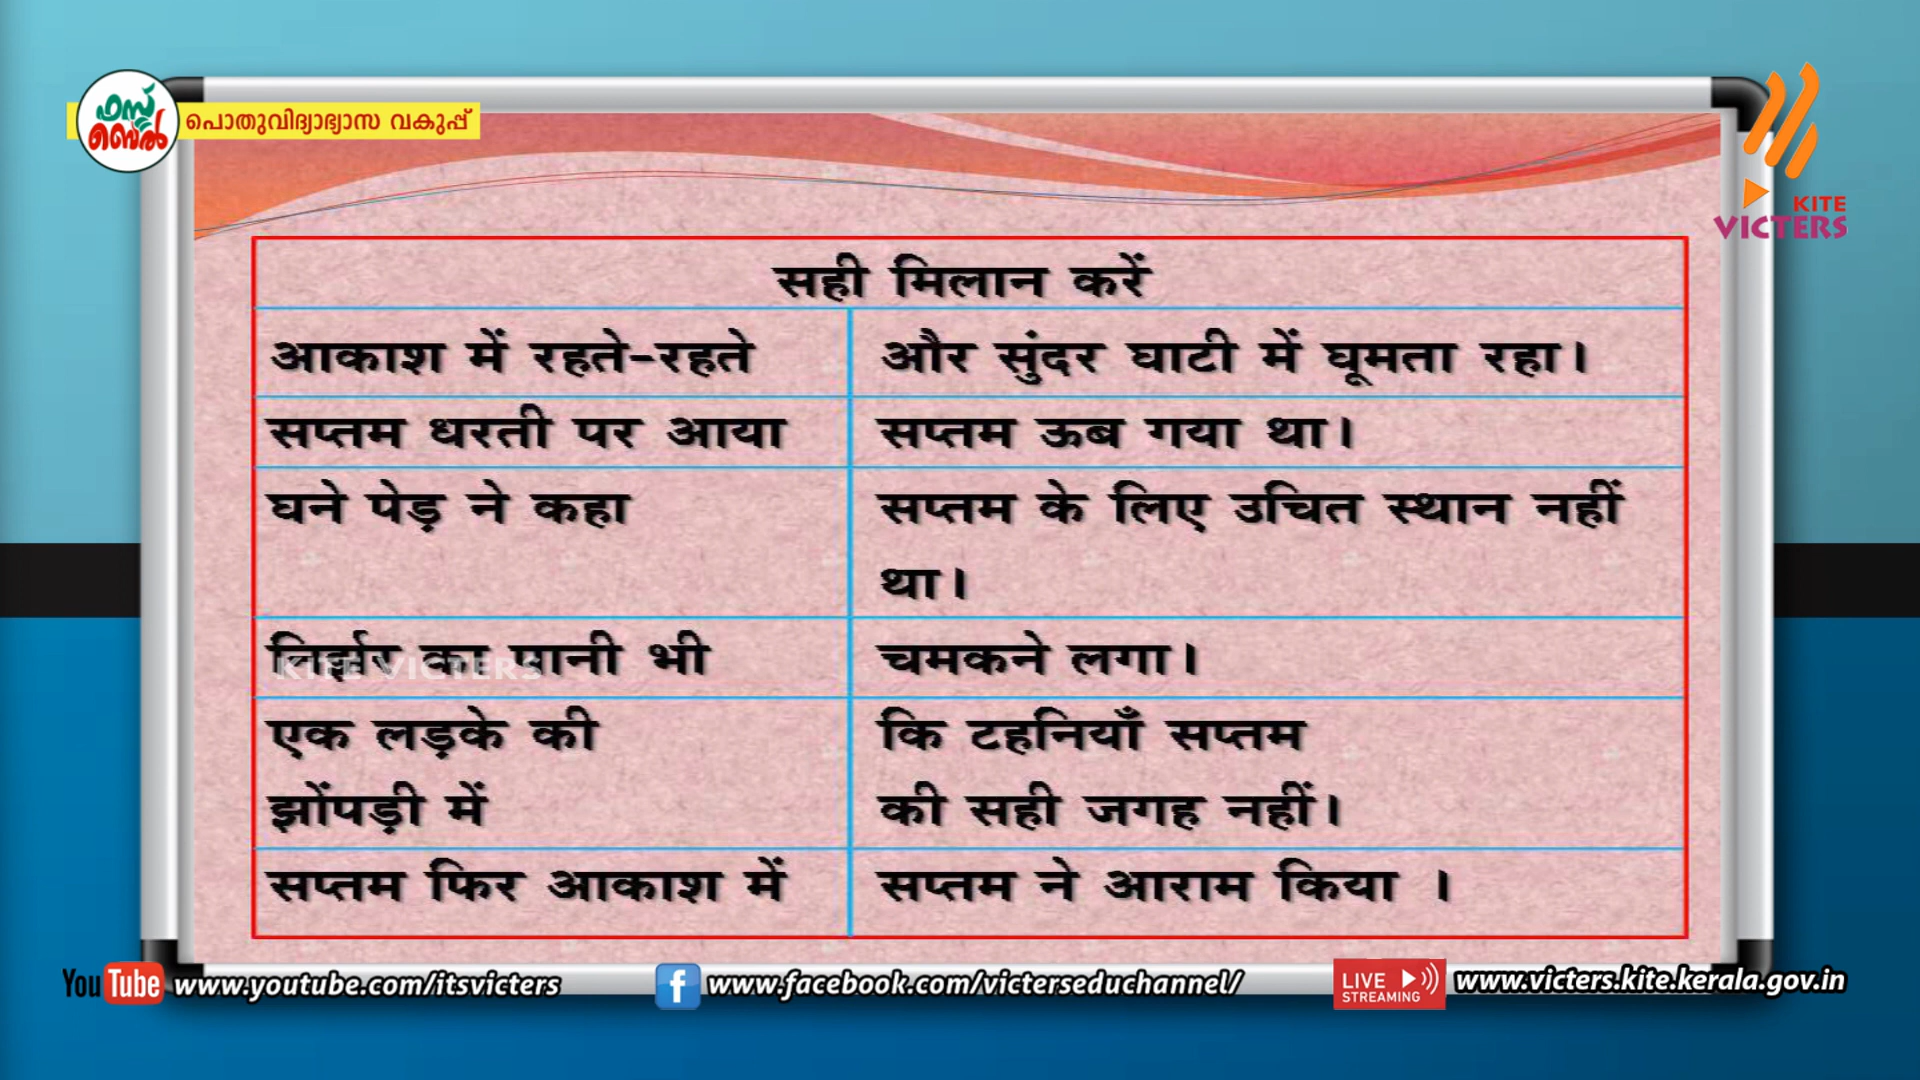 ഫസ്റ്റ്
ബെൽ
പൊതുവിദ്യാഭ്യാസ വകുപ്പ്
KITE
VICTERS
सही मिलान करें
आकाश में रहते-रहते
और सुंदर घाटी में घूमता रहा।
सप्तम धरती पर आया
सप्तम ऊब गया था।
घने पेड़ ने कहा
सप्तम के लिए उचित स्थान नहीं
था।
लिर्झर का पानी भी
चमकने लगा।
KITE VICTERS
एक लड़के की
झोंपड़ी में
कि टहनियाँ सप्तम
की सही जगह नहीं।
सप्तम फिर आकाश में
सप्तम ने आराम किया ।
YouTube www.youtube.com/itsvicters
f www.facebook.com/victerseduchannel/
LIVE
STREAMING
www.victers.kite.kerala.gov.in